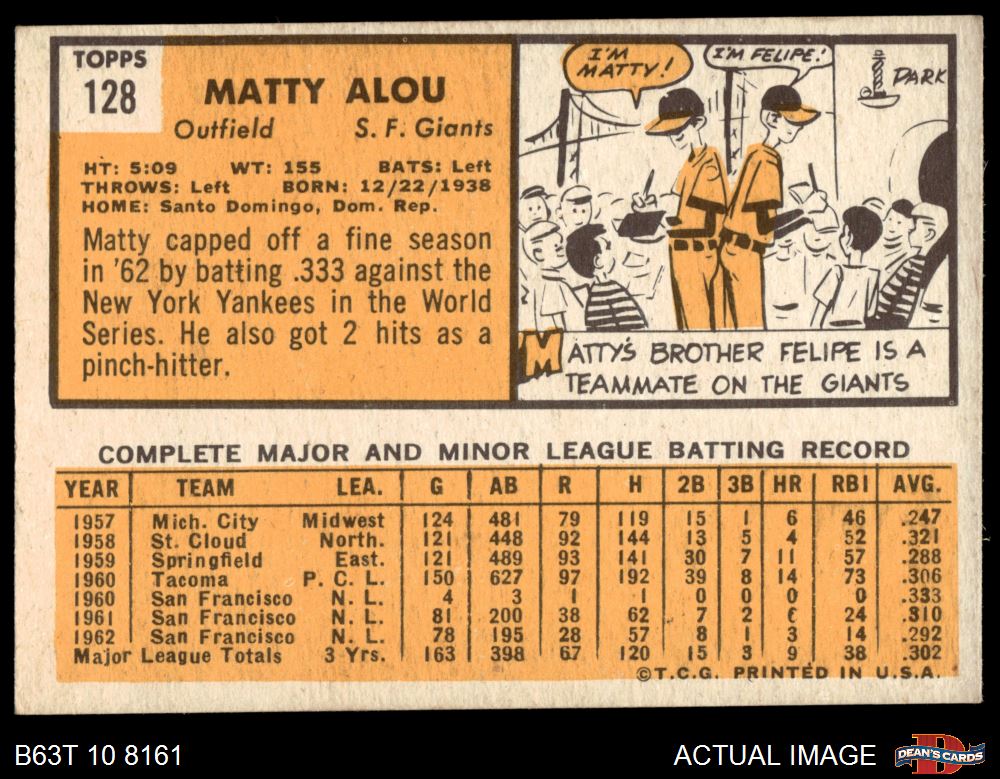 TOPPS
128
MATTY ALOU
Outfield S. F. Giants
HT: 5:09 WT: 155 BATS: Left
THROWS: Left BORN: 12/22/1938
HOME: Santo Domingo, Dom. Rep.
Matty capped off a fine season
in '62 by batting .333 against the
New York Yankees in the World
Series. He also got 2 hits as a
pinch-hitter.
I'M
MATTY!
I'M FELIPE!
DARK
MATTY'S BROTHER FELIPE IS A
TEAMMATE ON THE GIANTS
COMPLETE MAJOR AND MINOR LEAGUE BATTING RECORD
YEAR TEAM LEA. G AB R H 2B 3B HR RBI AVG.
1957 Mich. City Midwest 124 481 79 119 15 1 6 46 .247
1958 St. Cloud North. 121 448 92 144 13 5 4 52 .321
1959 Springfield East. 121 489 93 141 30 7 11 57 .288
1960 Tacoma P. C. L. 150 627 97 192 39 8 14 73 .306
1960 San Francisco N. L. 4 3 1 1 0 0 0 0 .333
1961 San Francisco N. L. 81 200 38 62 7 2 6 24 .310
1962 San Francisco N. L. 78 195 28 57 8 1 3 14 .292
Major League Totals 3 Yrs. 163 398 67 120 15 3 9 38 .302
©T.C.G. PRINTED IN U.S.A.
B63T 10 8161
ACTUAL IMAGE
DEAN'S CARDS